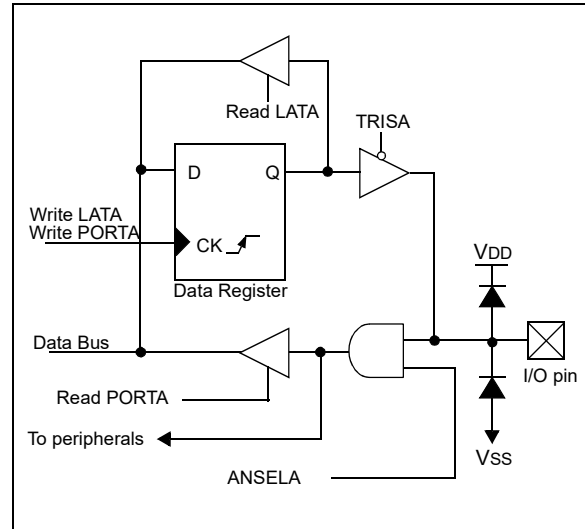 Read LATA
TRISA
D
Q
Write LATA
Write PORTA
CK
Data Register
VDD
Data Bus
I/O pin
Read PORTA
To peripherals
VSS
ANSELA